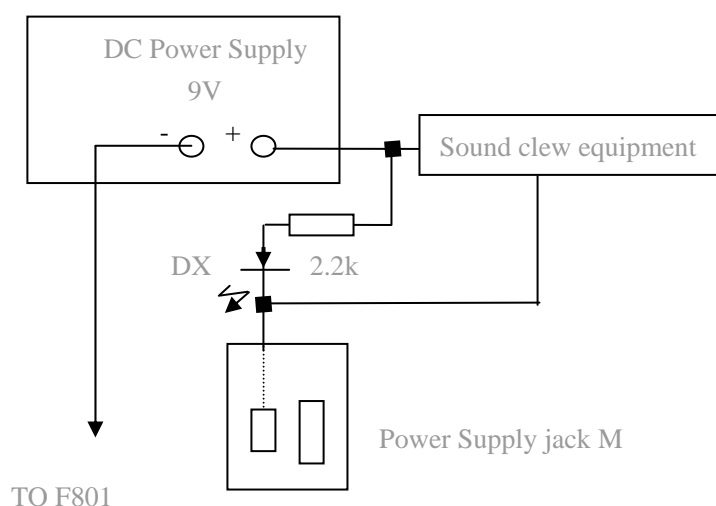 DC Power Supply
9V
- +
Sound clew equipment
DX 2.2k
Power Supply jack M
TO F801